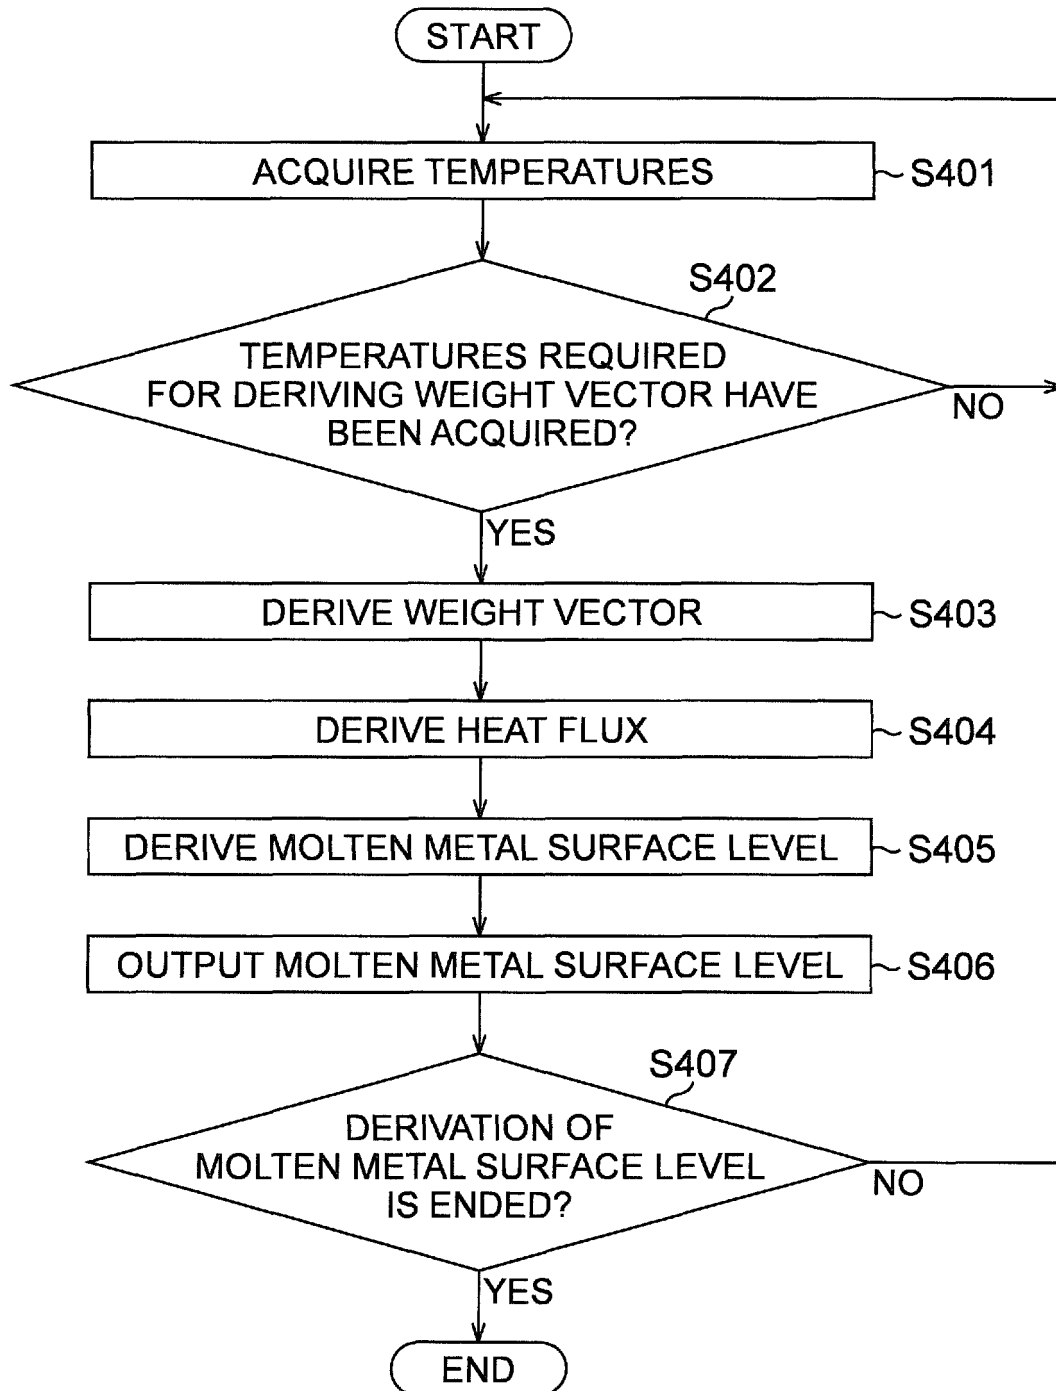 START
ACQUIRE TEMPERATURES
S401
S402
TEMPERATURES REQUIRED
FOR DERIVING WEIGHT VECTOR HAVE
BEEN ACQUIRED?
NO
YES
DERIVE WEIGHT VECTOR
S403
DERIVE HEAT FLUX
S404
DERIVE MOLTEN METAL SURFACE LEVEL
S405
OUTPUT MOLTEN METAL SURFACE LEVEL
S406
S407
DERIVATION OF
MOLTEN METAL SURFACE LEVEL
IS ENDED?
NO
YES
END